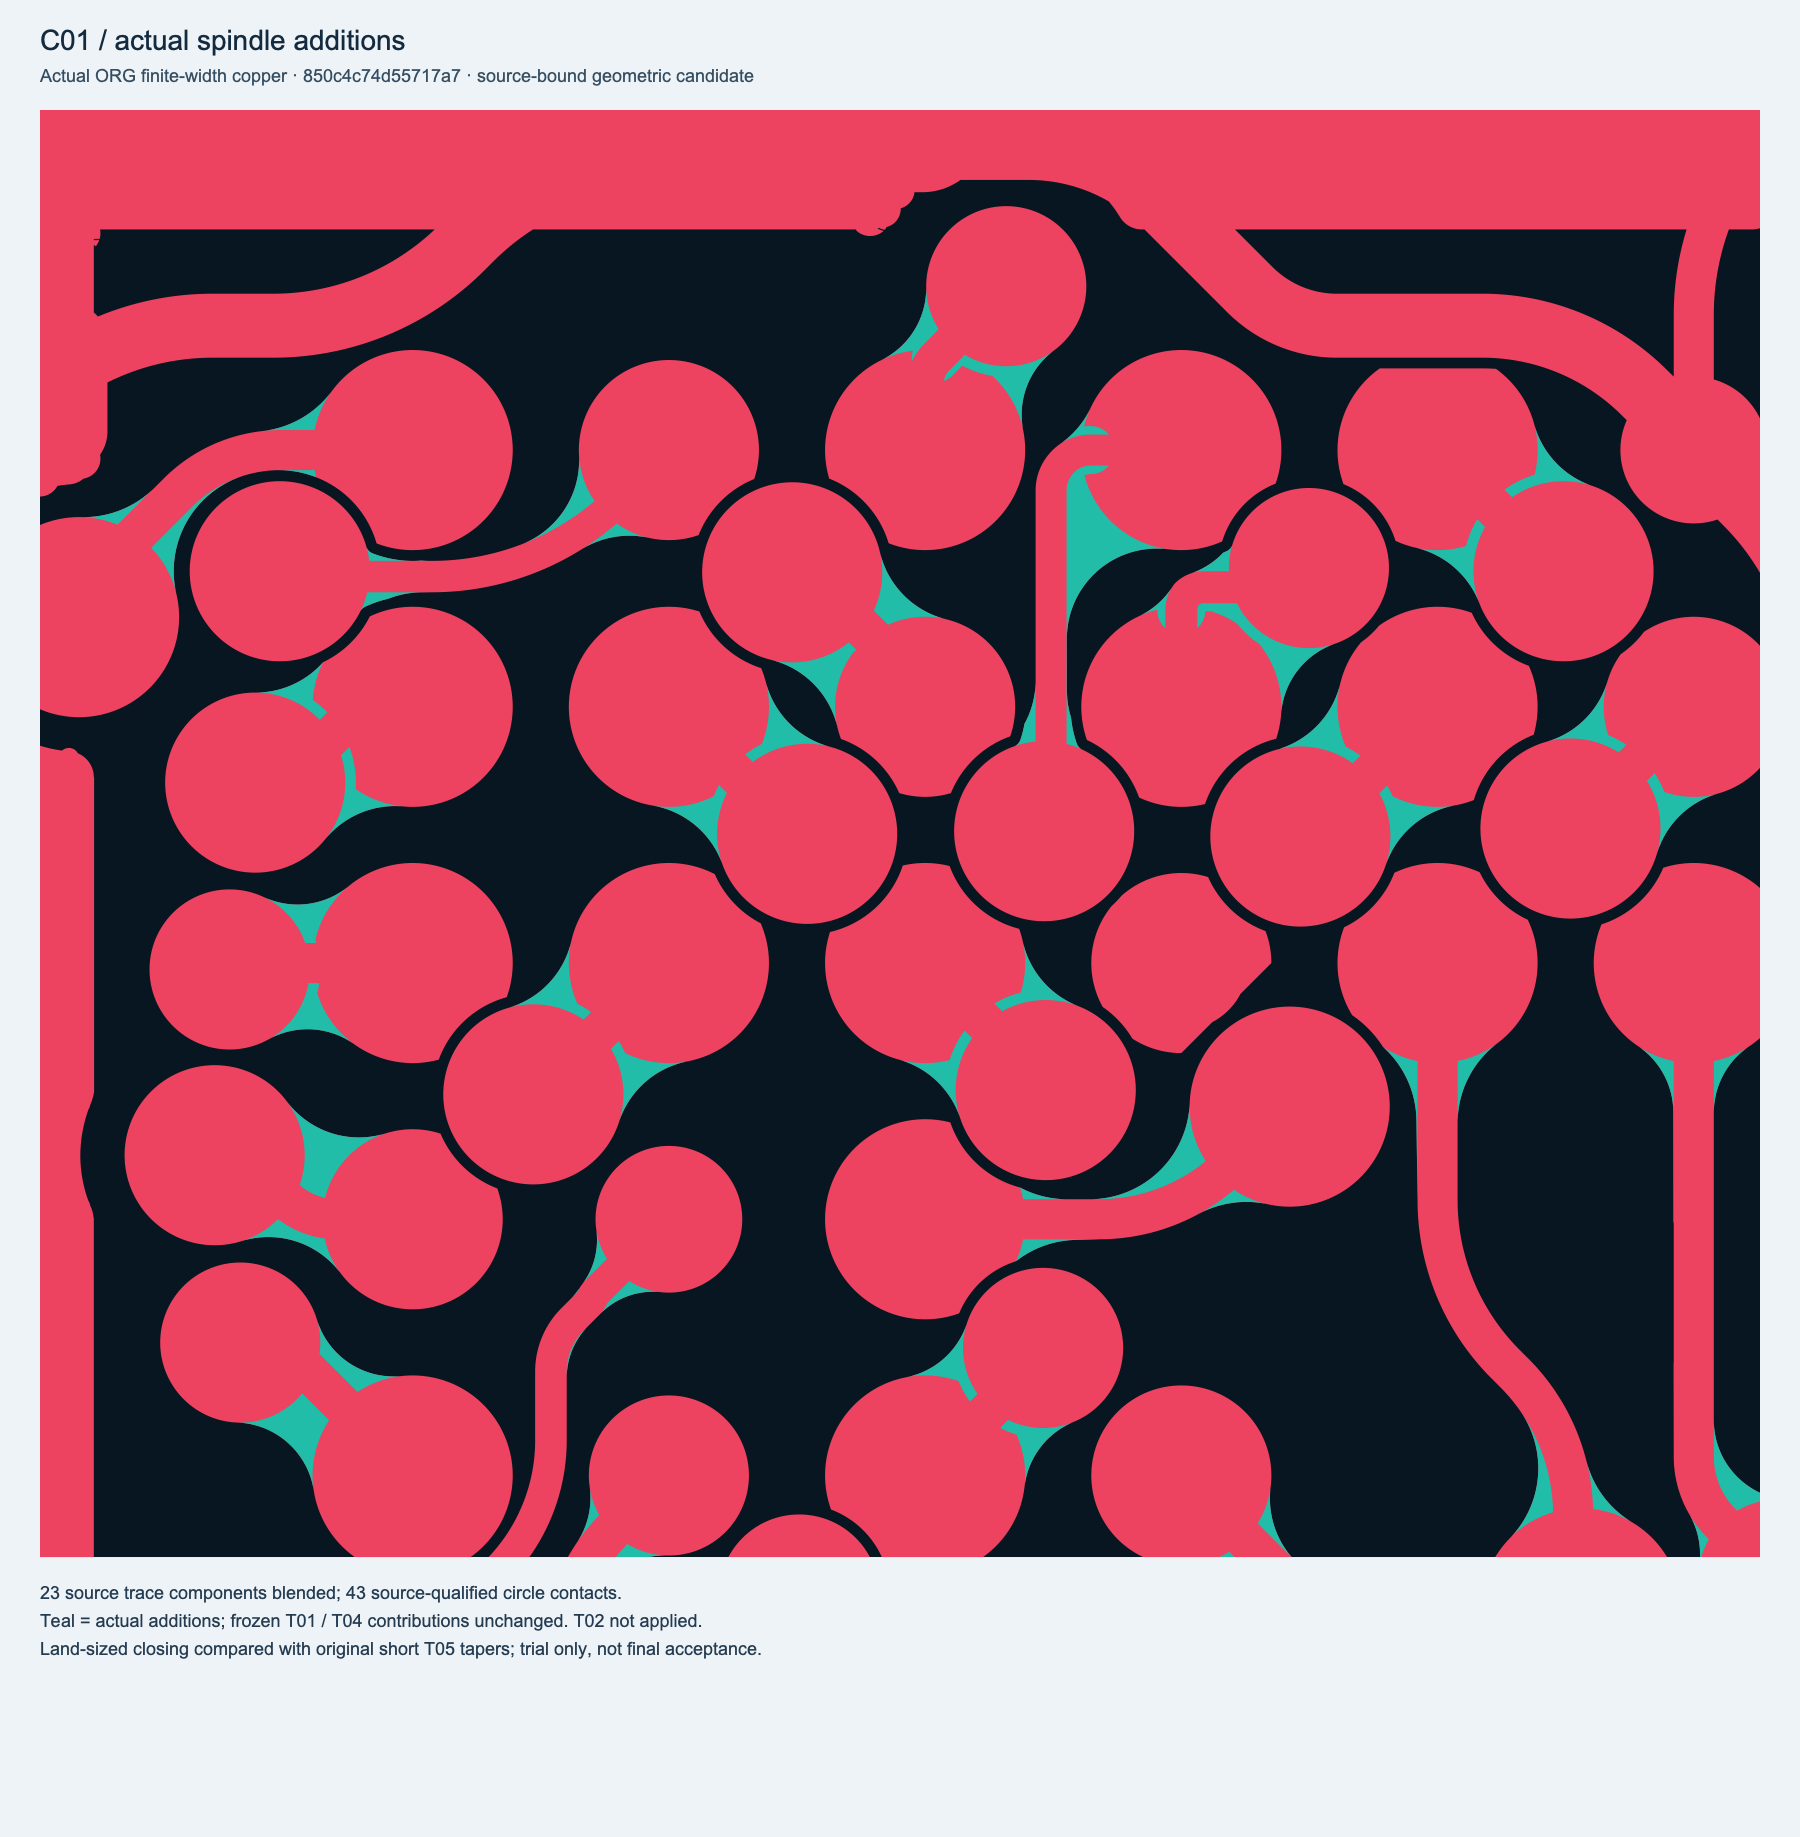 C01 / actual spindle additions
Actual ORG finite-width copper · 850c4c74d55717a7 · source-bound geometric candidate
23 source trace components blended; 43 source-qualified circle contacts.
Teal = actual additions; frozen T01 / T04 contributions unchanged. T02 not applied.
Land-sized closing compared with original short T05 tapers; trial only, not final acceptance.